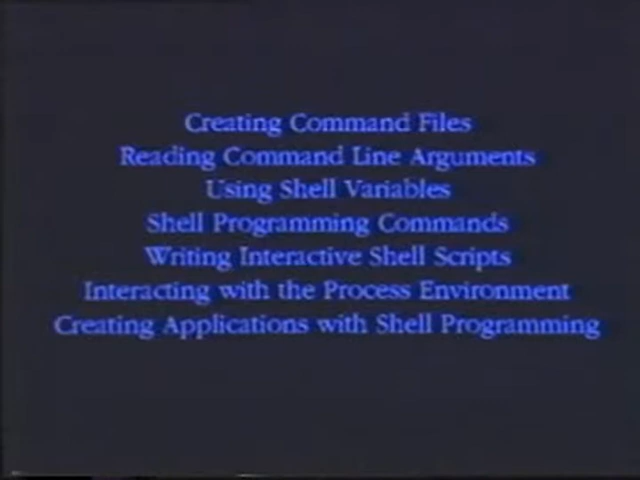 Creating Command Files
Reading Command Line Arguments
Using Shell Variables
Shell Programming Commands
Writing Interactive Shell Scripts
Interacting with the Process Environment
Creating Applications with Shell Programming